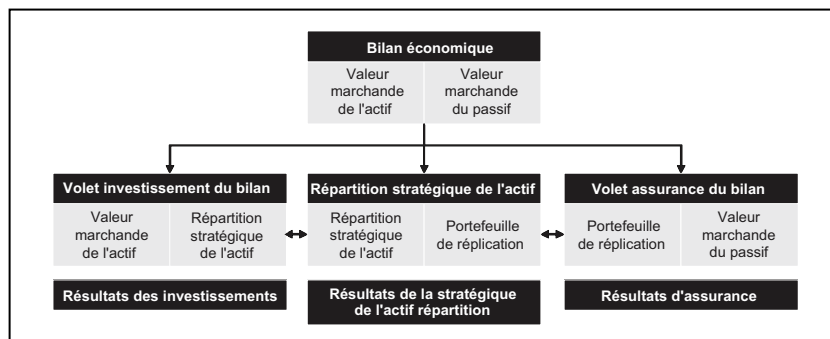 Bilan économique
Valeur
marchande
de l'actif
Valeur
marchande
du passif
Volet investissement du bilan
Valeur
marchande
de l'actif
Répartition
stratégique
de l'actif
Résultats des investissements
Répartition stratégique de l'actif
Répartition
stratégique
de l'actif
Portefeuille
de réplication
Résultats de la stratégique
de l'actif répartition
Volet assurance du bilan
Portefeuille
de réplication
Valeur
marchande
du passif
Résultats d'assurance